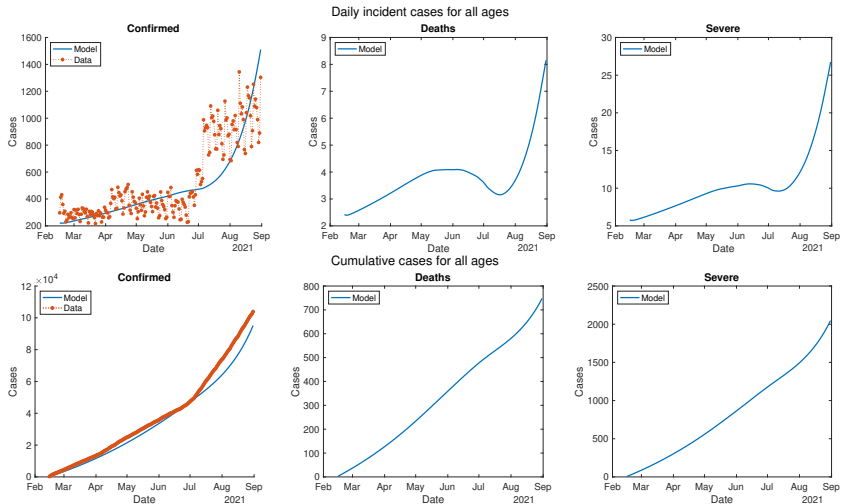 Daily incident cases for all ages
Confirmed
1600
1400
1200
1000
800
600
400
200
Cases
Model
Data
Feb Mar Apr May Jun Jul Aug Sep
Date
2021
Deaths
9
8
7
6
5
4
3
2
Cases
Model
Feb Mar Apr May Jun Jul Aug Sep
Date
2021
Severe
30
25
20
15
10
5
Cases
Model
Feb Mar Apr May Jun Jul Aug Sep
Date
2021
Cumulative cases for all ages
Confirmed
×10⁴
12
10
8
6
4
2
0
Cases
Model
Data
Feb Mar Apr May Jun Jul Aug Sep
Date
2021
Deaths
800
700
600
500
400
300
200
100
0
Cases
Model
Feb Mar Apr May Jun Jul Aug Sep
Date
2021
Severe
2500
2000
1500
1000
500
0
Cases
Model
Feb Mar Apr May Jun Jul Aug Sep
Date
2021